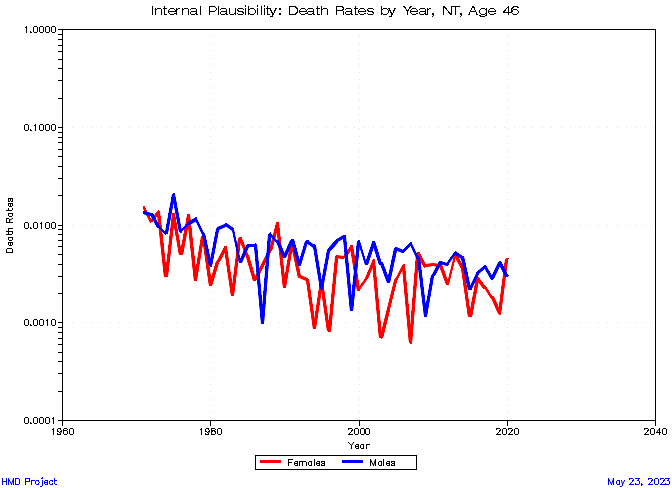 Internal Plausibility: Death Rates by Year, NT, Age 46
1.0000
0.1000
0.0100
0.0010
0.0001
Death Rates
1960 1980 2000 2020 2040
Year
Females Males
HMD Project May 23, 2023